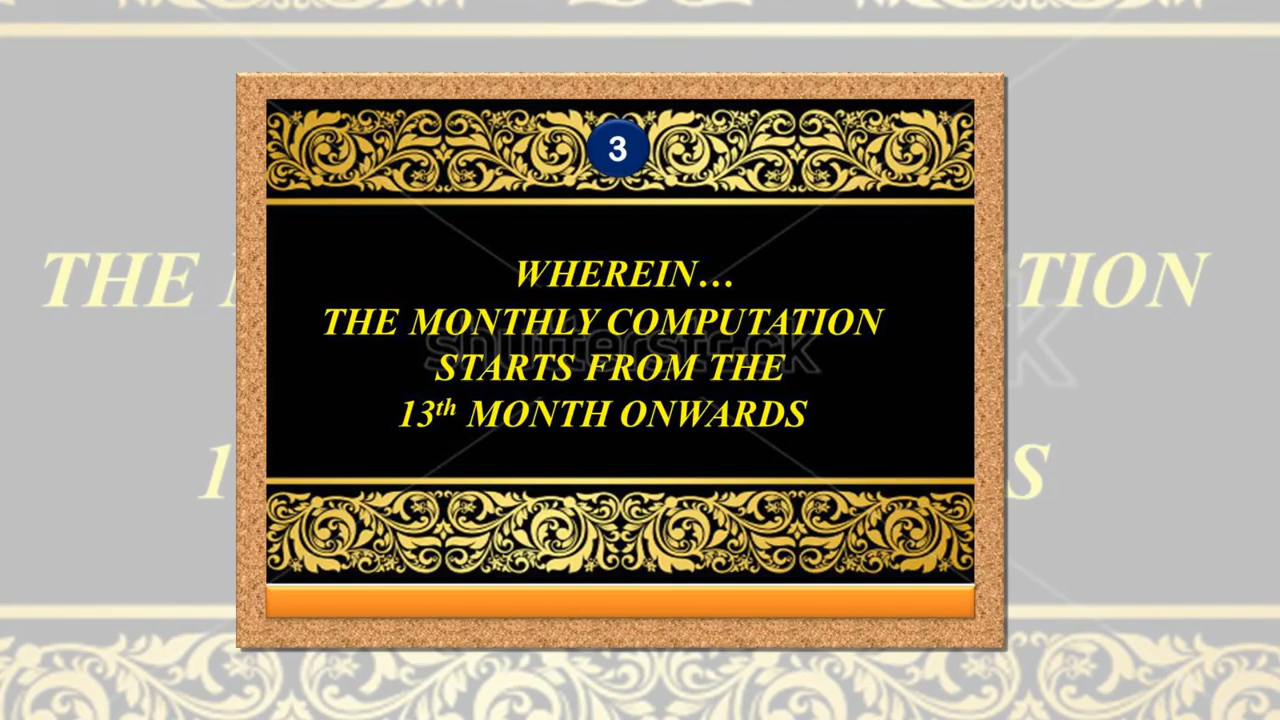 3
WHEREIN...
THE MONTHLY COMPUTATION
STARTS FROM THE
13th MONTH ONWARDS